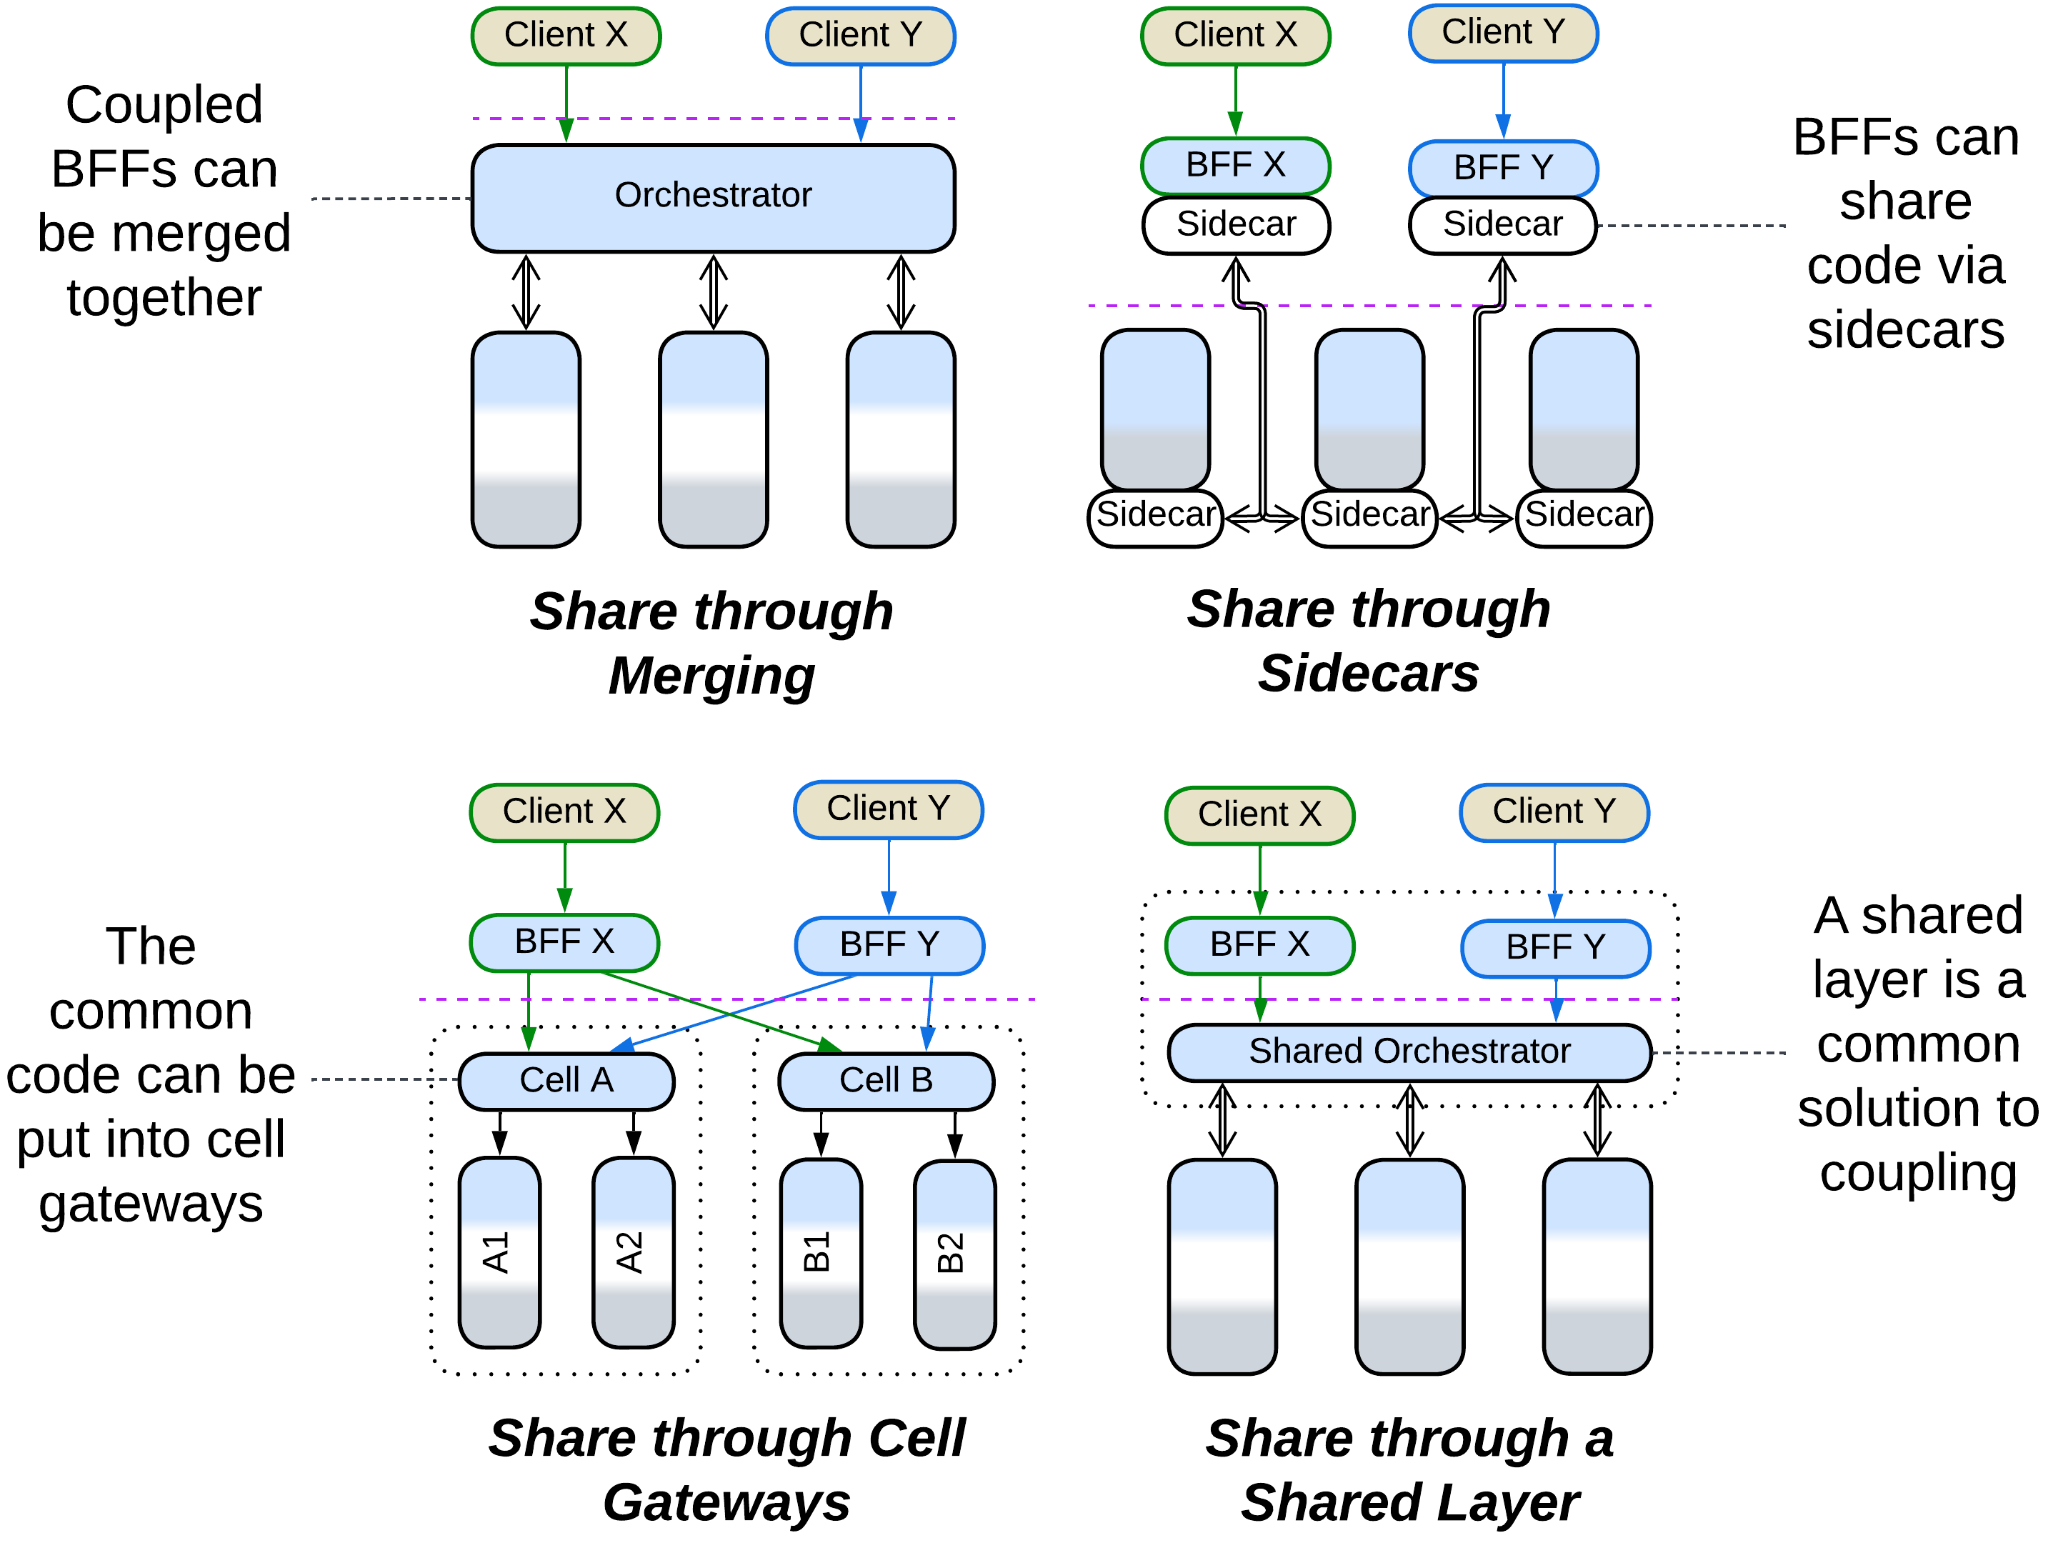 Client X
Client Y
Coupled
BFFs can
be merged
together
Orchestrator
Share through
Merging
Client X
Client Y
BFF X
BFF Y
Sidecar
Sidecar
BFFs can
share
code via
sidecars
Sidecar
Sidecar
Sidecar
Share through
Sidecars
Client X
Client Y
BFF X
BFF Y
The
common
code can be
put into cell
gateways
Cell A
Cell B
A1
A2
B1
B2
Share through Cell
Gateways
Client X
Client Y
BFF X
BFF Y
Shared Orchestrator
A shared
layer is a
common
solution to
coupling
Share through a
Shared Layer